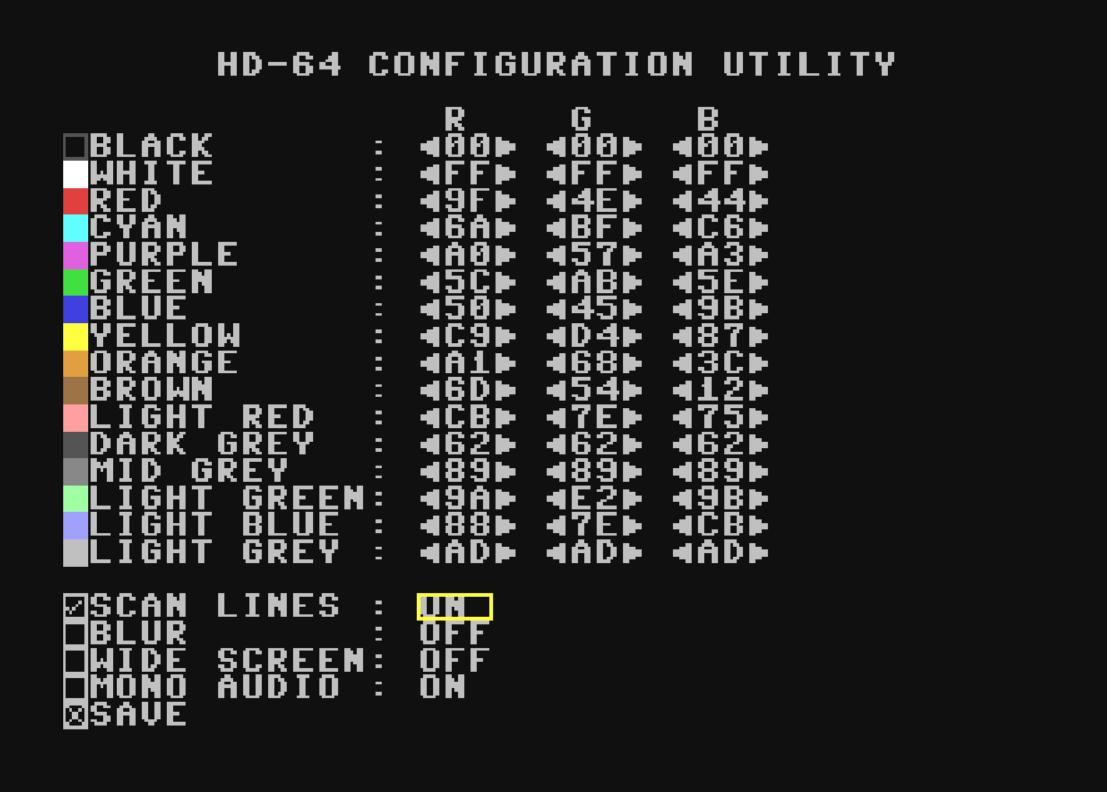 HD-64 CONFIGURATION UTILITY
R G B
BLACK : ◄00► ◄00► ◄00►
WHITE : ◄FF► ◄FF► ◄FF►
RED : ◄9F► ◄4E► ◄44►
CYAN : ◄6A► ◄BF► ◄C6►
PURPLE : ◄A0► ◄57► ◄A3►
GREEN : ◄5C► ◄AB► ◄5E►
BLUE : ◄50► ◄45► ◄9B►
YELLOW : ◄C9► ◄D4► ◄87►
ORANGE : ◄A1► ◄68► ◄3C►
BROWN : ◄6D► ◄54► ◄12►
LIGHT RED : ◄CB► ◄7E► ◄75►
DARK GREY : ◄62► ◄62► ◄62►
MID GREY : ◄89► ◄89► ◄89►
LIGHT GREEN: ◄9A► ◄E2► ◄9B►
LIGHT BLUE : ◄88► ◄7E► ◄CB►
LIGHT GREY : ◄AD► ◄AD► ◄AD►
SCAN LINES : ON
BLUR : OFF
WIDE SCREEN: OFF
MONO AUDIO : ON
SAVE